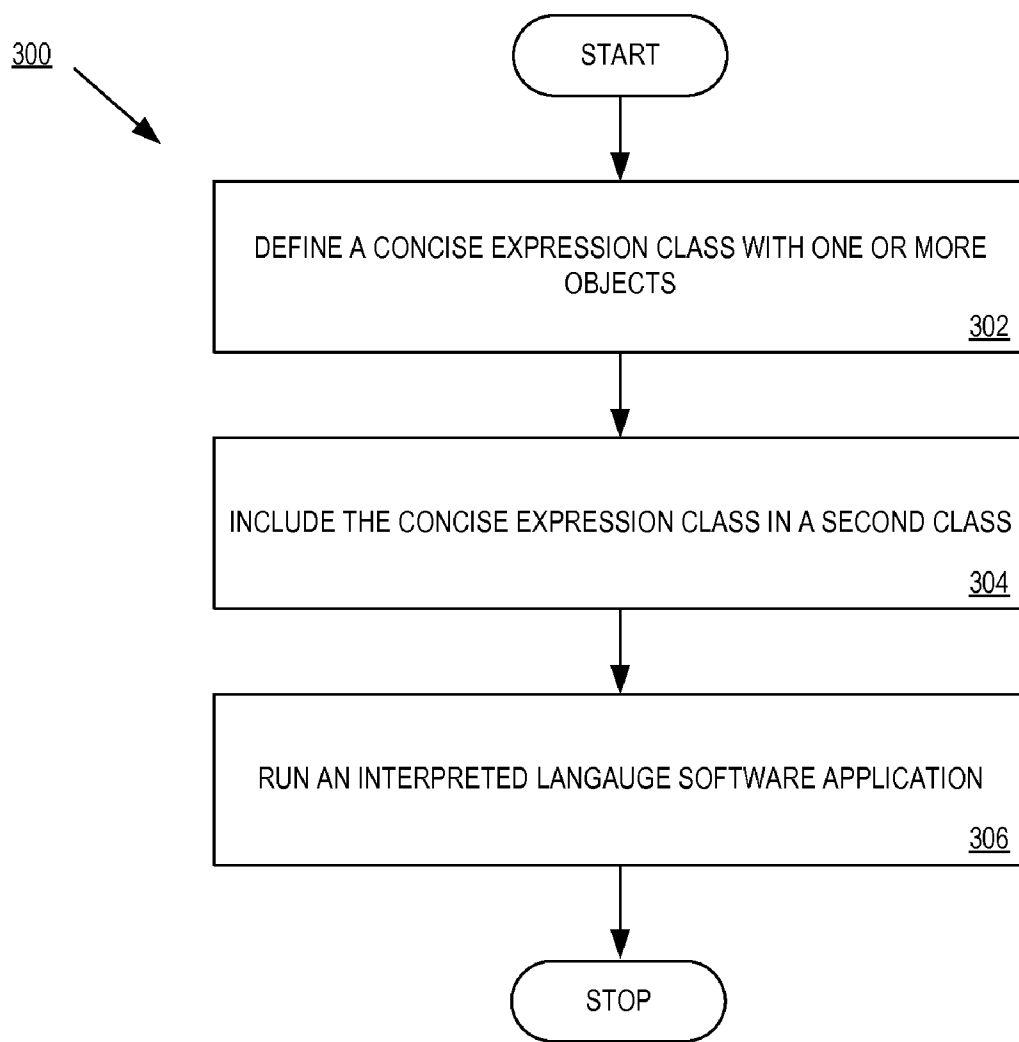 300
START
DEFINE A CONCISE EXPRESSION CLASS WITH ONE OR MORE
OBJECTS
302
INCLUDE THE CONCISE EXPRESSION CLASS IN A SECOND CLASS
304
RUN AN INTERPRETED LANGAUGE SOFTWARE APPLICATION
306
STOP